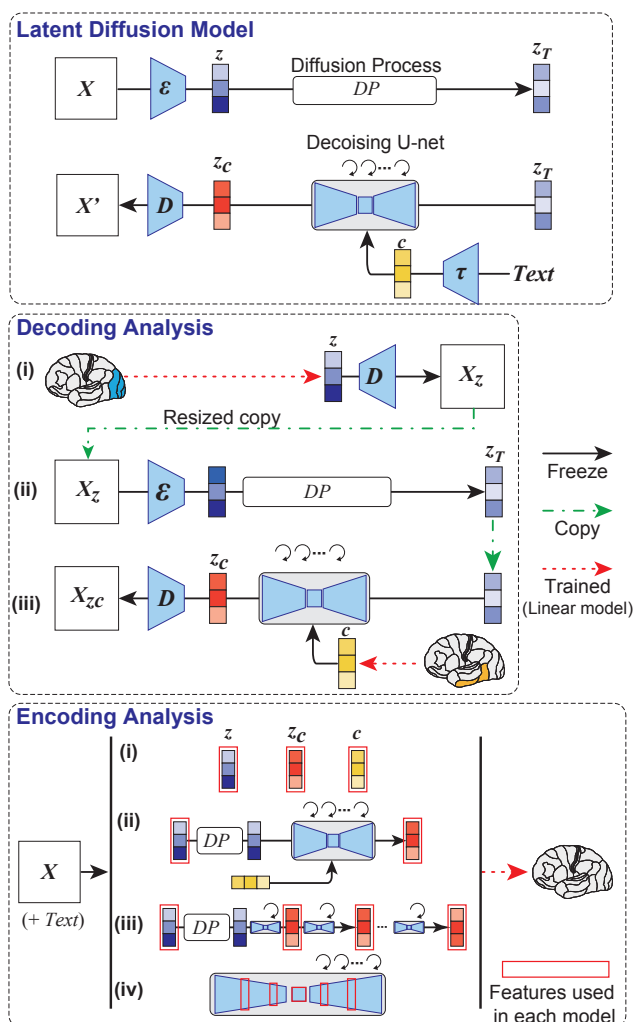 Latent Diffusion Model
X
ε
z
Diffusion Process
DP
z_T
Decoising U-net
X'
D
z_c
z_T
c
τ
Text
Decoding Analysis
(i)
z
D
X_z
Resized copy
(ii)
X_z
ε
DP
z_T
(iii)
X_zc
D
z_c
c
Freeze
Copy
Trained
(Linear model)
Encoding Analysis
X
(+ Text)
(i)
z
z_c
c
(ii)
DP
(iii)
DP
...
(iv)
Features used
in each model